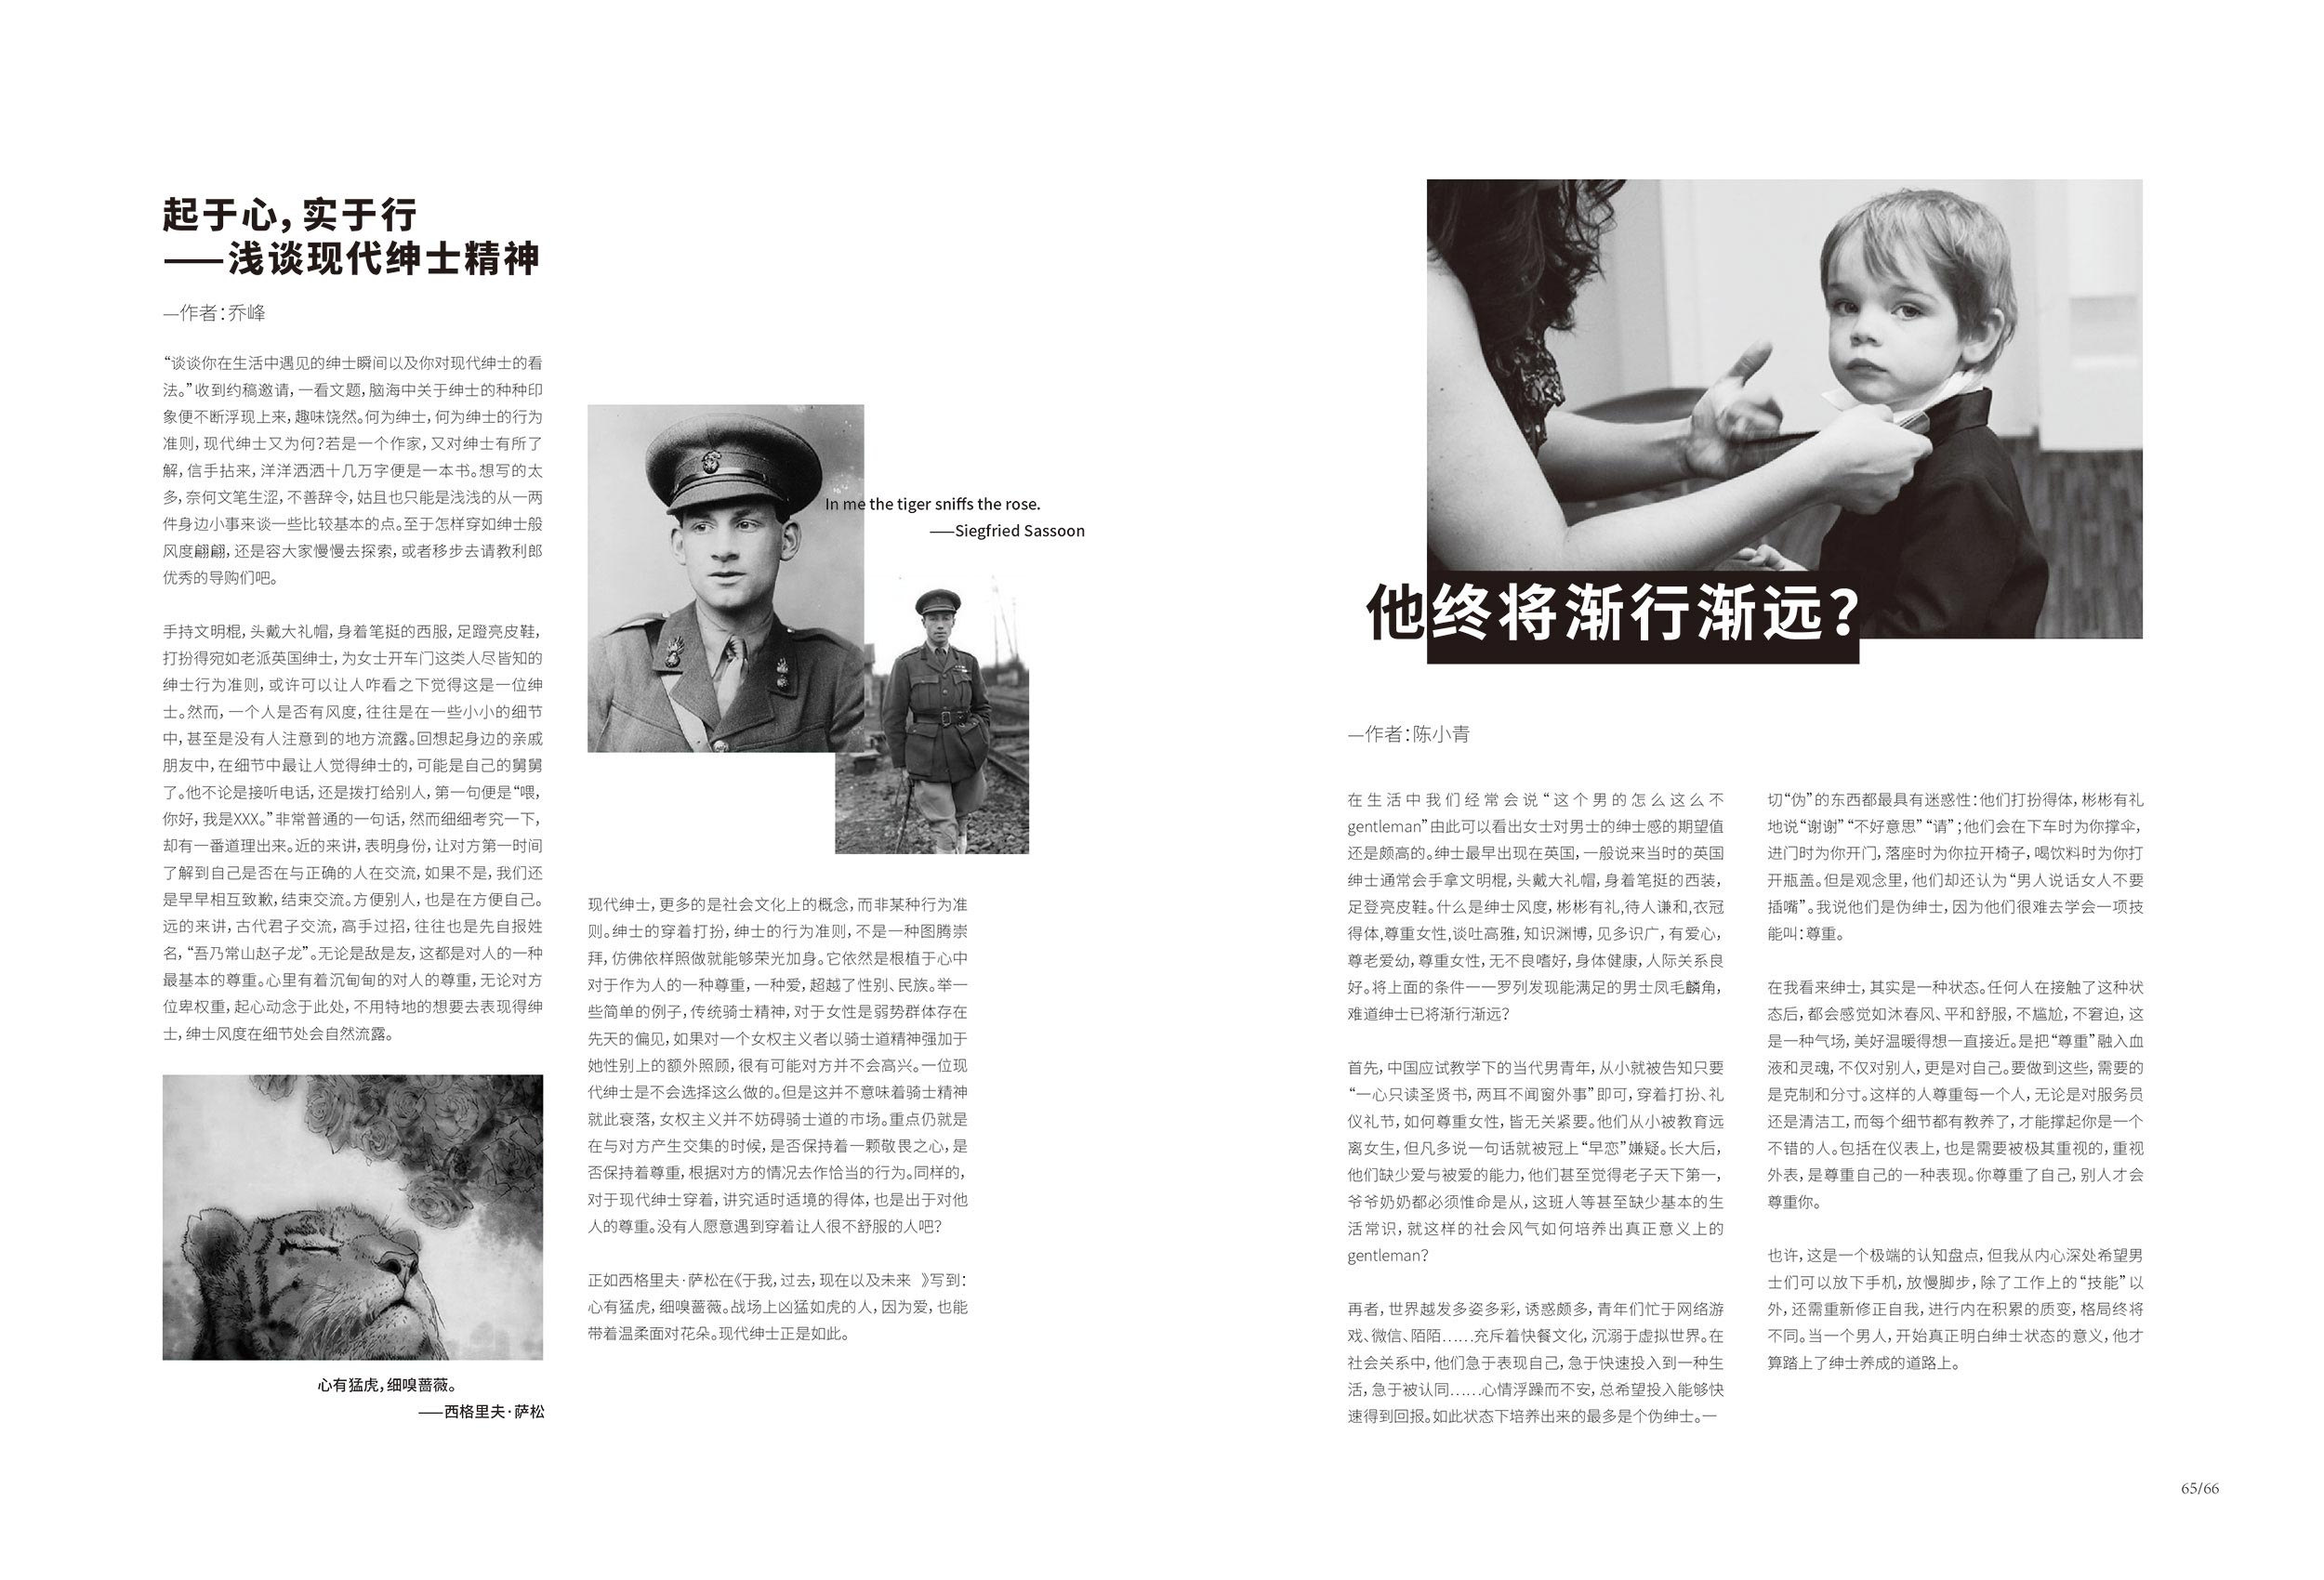 起于心，实于行
——浅谈现代绅士精神
—作者：乔峰
“谈谈你在生活中遇见的绅士瞬间以及你对现代绅士的看
法。”收到约稿邀请，一看文题，脑海中关于绅士的种种印
象便不断浮现上来，趣味饶然。何为绅士，何为绅士的行为
准则，现代绅士又为何？若是一个作家，又对绅士有所了
解，信手拈来，洋洋洒洒十几万字便是一本书。想写的太
多，奈何文笔生涩，不善辞令，姑且也只能是浅浅的从一两
件身边小事来谈一些比较基本的点。至于怎样穿如绅士般
风度翩翩，还是容大家慢慢去探索，或者移步去请教利郎
优秀的导购们吧。
手持文明棍，头戴大礼帽，身着笔挺的西服，足蹬亮皮鞋，
打扮得宛如老派英国绅士，为女士开车门这类人尽皆知的
绅士行为准则，或许可以让人咋看之下觉得这是一位绅
士。然而，一个人是否有风度，往往是在一些小小的细节
中，甚至是没有人注意到的地方流露。回想起身边的亲戚
朋友中，在细节中最让人觉得绅士的，可能是自己的舅舅
了。他不论是接听电话，还是拨打给别人，第一句便是“喂，
你好，我是XXX。”非常普通的一句话，然而细细考究一下，
却有一番道理出来。近的来讲，表明身份，让对方第一时间
了解到自己是否在与正确的人在交流，如果不是，我们还
是早早相互致歉，结束交流。方便别人，也是在方便自己。
远的来讲，古代君子交流，高手过招，往往也是先自报姓
名，“吾乃常山赵子龙”。无论是敌是友，这都是对人的一种
最基本的尊重。心里有着沉甸甸的对人的尊重，无论对方
位卑权重，起心动念于此处，不用特地的想要去表现得绅
士，绅士风度在细节处会自然流露。
心有猛虎，细嗅蔷薇。
——西格里夫·萨松
In me the tiger sniffs the rose.
——Siegfried Sassoon
现代绅士，更多的是社会文化上的概念，而非某种行为准
则。绅士的穿着打扮，绅士的行为准则，不是一种图腾崇
拜，仿佛依样照做就能够荣光加身。它依然是根植于心中
对于作为人的一种尊重，一种爱，超越了性别、民族。举一
些简单的例子，传统骑士精神，对于女性是弱势群体存在
先天的偏见，如果对一个女权主义者以骑士道精神强加于
她性别上的额外照顾，很有可能对方并不会高兴。一位现
代绅士是不会选择这么做的。但是这并不意味着骑士精神
就此衰落，女权主义并不妨碍骑士道的市场。重点仍就是
在与对方产生交集的时候，是否保持着一颗敬畏之心，是
否保持着尊重，根据对方的情况去作恰当的行为。同样的，
对于现代绅士穿着，讲究适时适境的得体，也是出于对他
人的尊重。没有人愿意遇到穿着让人很不舒服的人吧？
正如西格里夫·萨松在《于我，过去，现在以及未来 》写到：
心有猛虎，细嗅蔷薇。战场上凶猛如虎的人，因为爱，也能
带着温柔面对花朵。现代绅士正是如此。
他终将渐行渐远？
—作者：陈小青
在生活中我们经常会说“这个男的怎么这么不
gentleman”由此可以看出女士对男士的绅士感的期望值
还是颇高的。绅士最早出现在英国，一般说来当时的英国
绅士通常会手拿文明棍，头戴大礼帽，身着笔挺的西装，
足登亮皮鞋。什么是绅士风度，彬彬有礼,待人谦和,衣冠
得体,尊重女性,谈吐高雅，知识渊博，见多识广，有爱心，
尊老爱幼，尊重女性，无不良嗜好，身体健康，人际关系良
好。将上面的条件一一罗列发现能满足的男士凤毛麟角，
难道绅士已将渐行渐远？
首先，中国应试教学下的当代男青年，从小就被告知只要
“一心只读圣贤书，两耳不闻窗外事”即可，穿着打扮、礼
仪礼节，如何尊重女性，皆无关紧要。他们从小被教育远
离女生，但凡多说一句话就被冠上“早恋”嫌疑。长大后，
他们缺少爱与被爱的能力，他们甚至觉得老子天下第一，
爷爷奶奶都必须惟命是从，这班人等甚至缺少基本的生
活常识，就这样的社会风气如何培养出真正意义上的
gentleman？
再者，世界越发多姿多彩，诱惑颇多，青年们忙于网络游
戏、微信、陌陌……充斥着快餐文化，沉溺于虚拟世界。在
社会关系中，他们急于表现自己，急于快速投入到一种生
活，急于被认同……心情浮躁而不安，总希望投入能够快
速得到回报。如此状态下培养出来的最多是个伪绅士。一
切“伪”的东西都最具有迷惑性：他们打扮得体，彬彬有礼
地说“谢谢”“不好意思”“请”；他们会在下车时为你撑伞，
进门时为你开门，落座时为你拉开椅子，喝饮料时为你打
开瓶盖。但是观念里，他们却还认为“男人说话女人不要
插嘴”。我说他们是伪绅士，因为他们很难去学会一项技
能叫：尊重。
在我看来绅士，其实是一种状态。任何人在接触了这种状
态后，都会感觉如沐春风、平和舒服，不尴尬，不窘迫，这
是一种气场，美好温暖得想一直接近。是把“尊重”融入血
液和灵魂，不仅对别人，更是对自己。要做到这些，需要的
是克制和分寸。这样的人尊重每一个人，无论是对服务员
还是清洁工，而每个细节都有教养了，才能撑起你是一个
不错的人。包括在仪表上，也是需要被极其重视的，重视
外表，是尊重自己的一种表现。你尊重了自己，别人才会
尊重你。
也许，这是一个极端的认知盘点，但我从内心深处希望男
士们可以放下手机，放慢脚步，除了工作上的“技能”以
外，还需重新修正自我，进行内在积累的质变，格局终将
不同。当一个男人，开始真正明白绅士状态的意义，他才
算踏上了绅士养成的道路上。
65/66